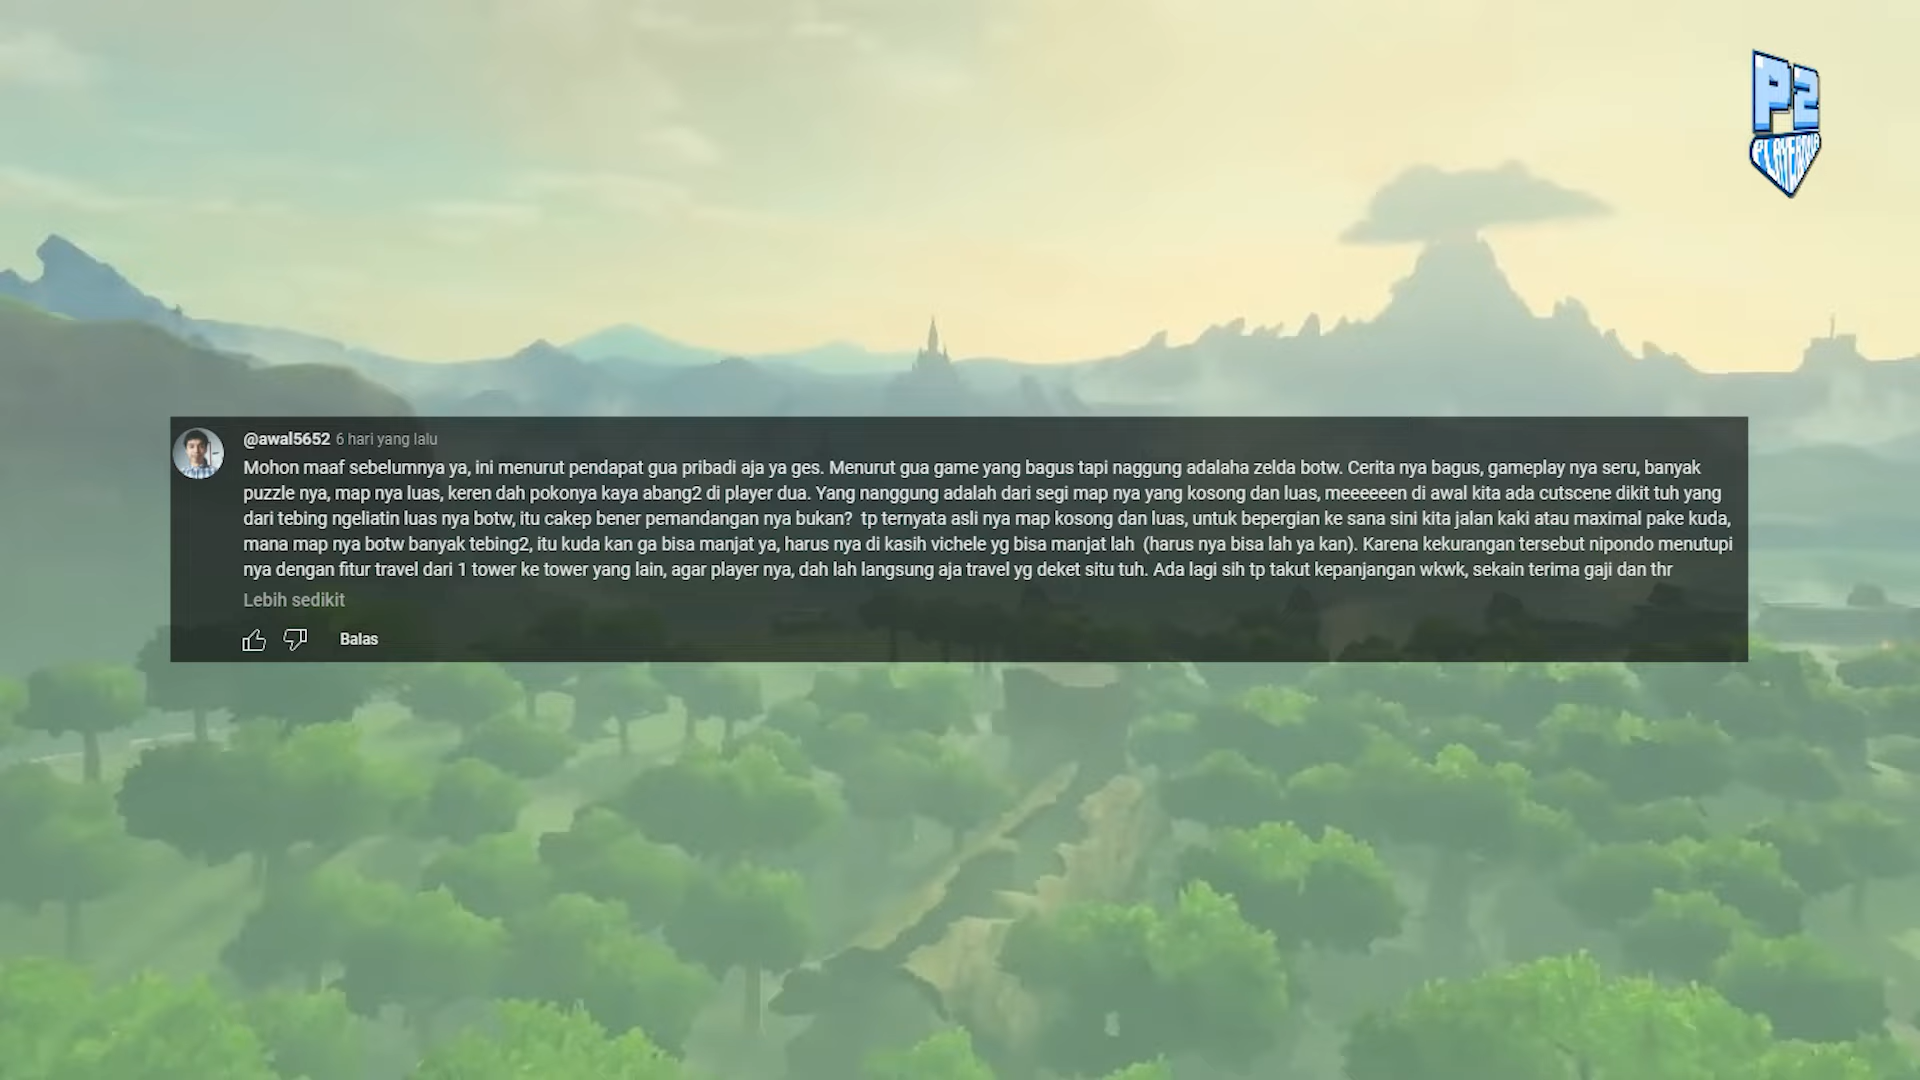 P2
PLAYERDUA
@awal5652 6 hari yang lalu
Mohon maaf sebelumnya ya, ini menurut pendapat gua pribadi aja ya ges. Menurut gua game yang bagus tapi naggung adalaha zelda botw. Cerita nya bagus, gameplay nya seru, banyak
puzzle nya, map nya luas, keren dah pokonya kaya abang2 di player dua. Yang nanggung adalah dari segi map nya yang kosong dan luas, meeeeeen di awal kita ada cutscene dikit tuh yang
dari tebing ngeliatin luas nya botw, itu cakep bener pemandangan nya bukan?  tp ternyata asli nya map kosong dan luas, untuk bepergian ke sana sini kita jalan kaki atau maximal pake kuda,
mana map nya botw banyak tebing2, itu kuda kan ga bisa manjat ya, harus nya di kasih vichele yg bisa manjat lah  (harus nya bisa lah ya kan). Karena kekurangan tersebut nipondo menutupi
nya dengan fitur travel dari 1 tower ke tower yang lain, agar player nya, dah lah langsung aja travel yg deket situ tuh. Ada lagi sih tp takut kepanjangan wkwk, sekain terima gaji dan thr
Lebih sedikit
Balas